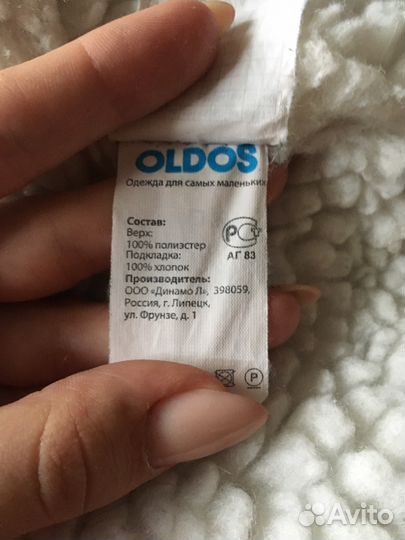 OLDOS
Одежда для самых маленьких
Состав:
Верх:
100% полиэстер
Подкладка:
100% хлопок
РСТ
АГ 83
Производитель:
ООО «Динамо Л», 398059,
Россия, г. Липецк,
ул. Фрунзе, д. 1
P
Avito